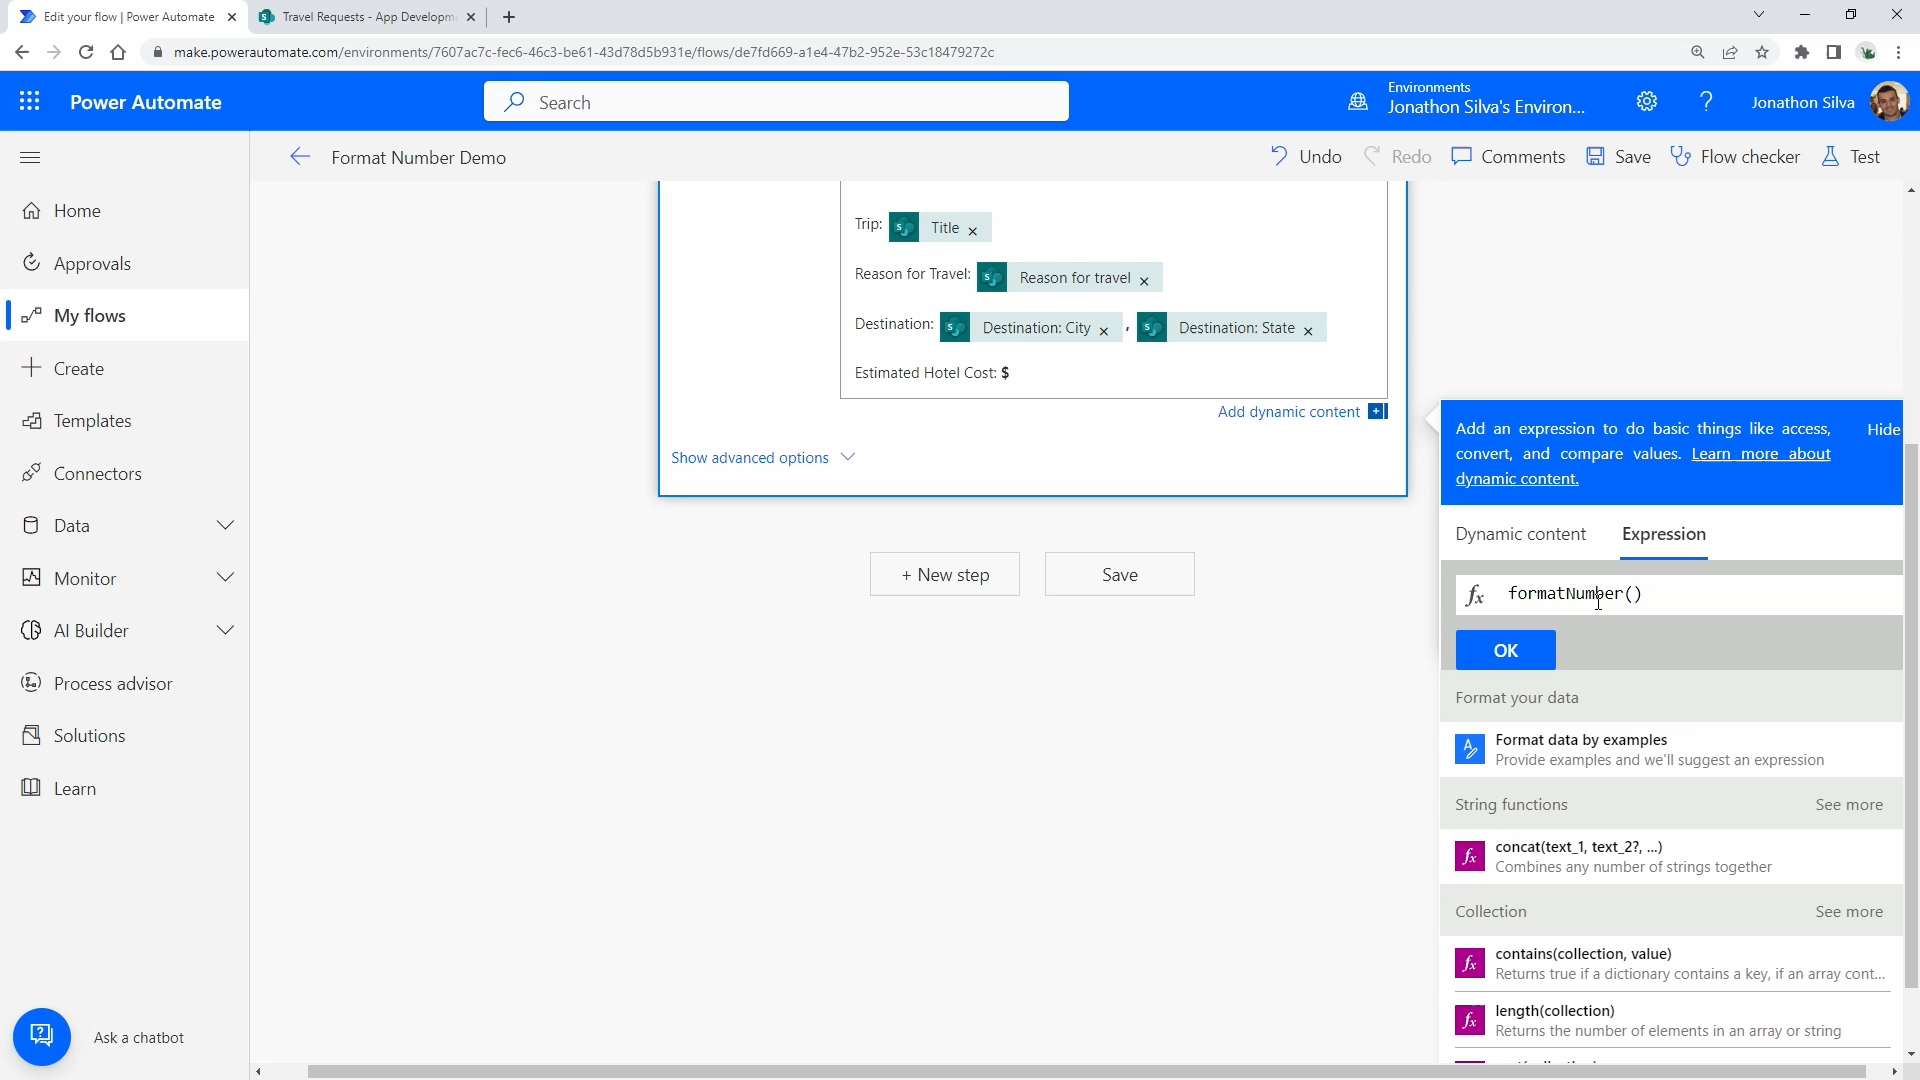 Edit your flow | Power Automate
Travel Requests - App Developm
make.powerautomate.com/environments/7607ac7c-fec6-46c3-be61-43d78d5b931e/flows/de7fd669-a1e4-47b2-952e-53c18479272c
Power Automate
Search
Environments
Jonathon Silva's Environ...
Jonathon Silva
Format Number Demo
Undo
Redo
Comments
Save
Flow checker
Test
Home
Approvals
My flows
Create
Templates
Connectors
Data
Monitor
AI Builder
Process advisor
Solutions
Learn
Ask a chatbot
Trip: Title
Reason for Travel: Reason for travel
Destination: Destination: City , Destination: State
Estimated Hotel Cost: $
Add dynamic content
Show advanced options
+ New step
Save
Add an expression to do basic things like access,
convert, and compare values. Learn more about
dynamic content.
Hide
Dynamic content
Expression
fx formatNumber()
OK
Format your data
Format data by examples
Provide examples and we'll suggest an expression
String functions
See more
fx concat(text_1, text_2?, ...)
Combines any number of strings together
Collection
See more
fx contains(collection, value)
Returns true if a dictionary contains a key, if an array cont...
fx length(collection)
Returns the number of elements in an array or string